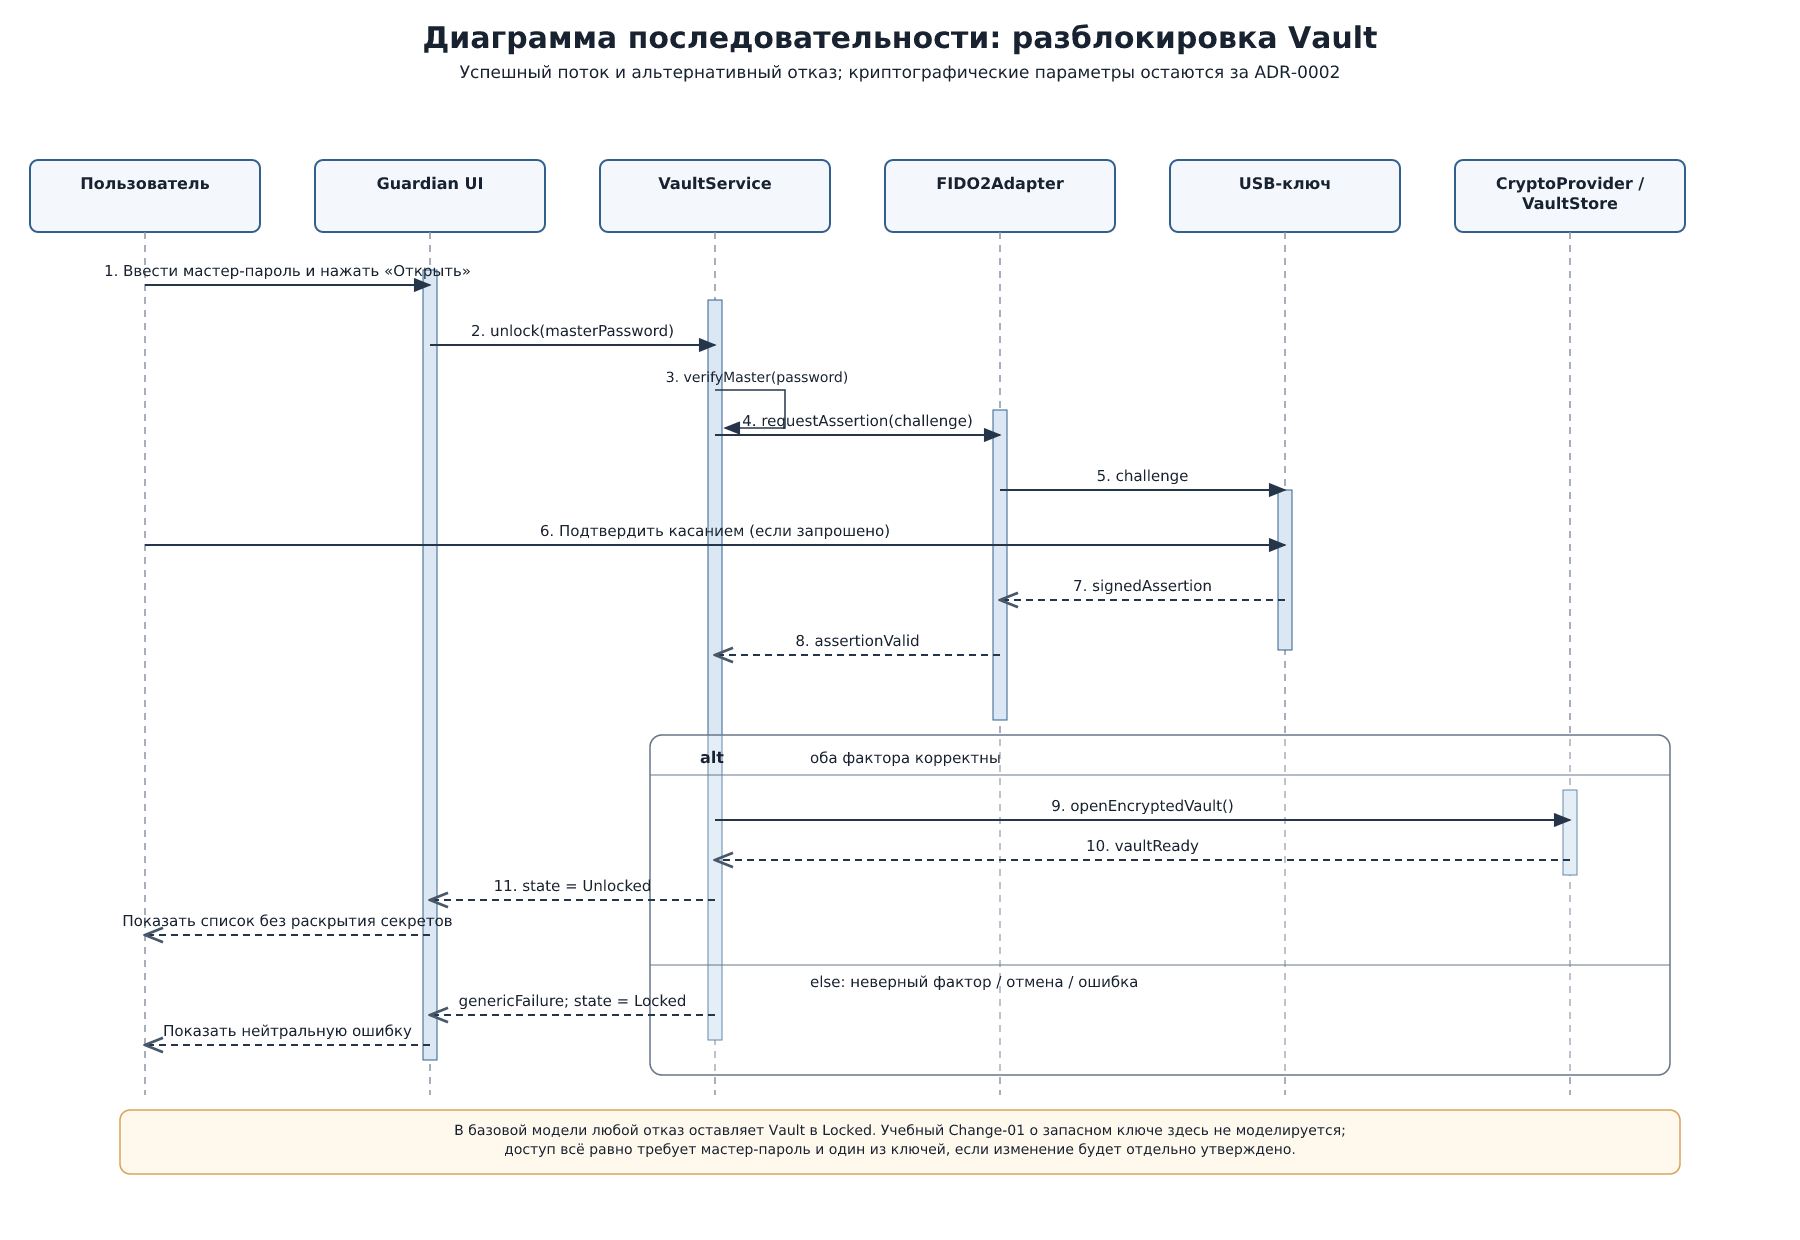 Диаграмма последовательности: разблокировка Vault
Успешный поток и альтернативный отказ; криптографические параметры остаются за ADR-0002
Пользователь
Guardian UI
VaultService
FIDO2Adapter
USB-ключ
CryptoProvider /
VaultStore
1. Ввести мастер-пароль и нажать «Открыть»
2. unlock(masterPassword)
3. verifyMaster(password)
4. requestAssertion(challenge)
5. challenge
6. Подтвердить касанием (если запрошено)
7. signedAssertion
8. assertionValid
alt
оба фактора корректны
9. openEncryptedVault()
10. vaultReady
11. state = Unlocked
Показать список без раскрытия секретов
else: неверный фактор / отмена / ошибка
genericFailure; state = Locked
Показать нейтральную ошибку
В базовой модели любой отказ оставляет Vault в Locked. Учебный Change-01 о запасном ключе здесь не моделируется;
доступ всё равно требует мастер-пароль и один из ключей, если изменение будет отдельно утверждено.